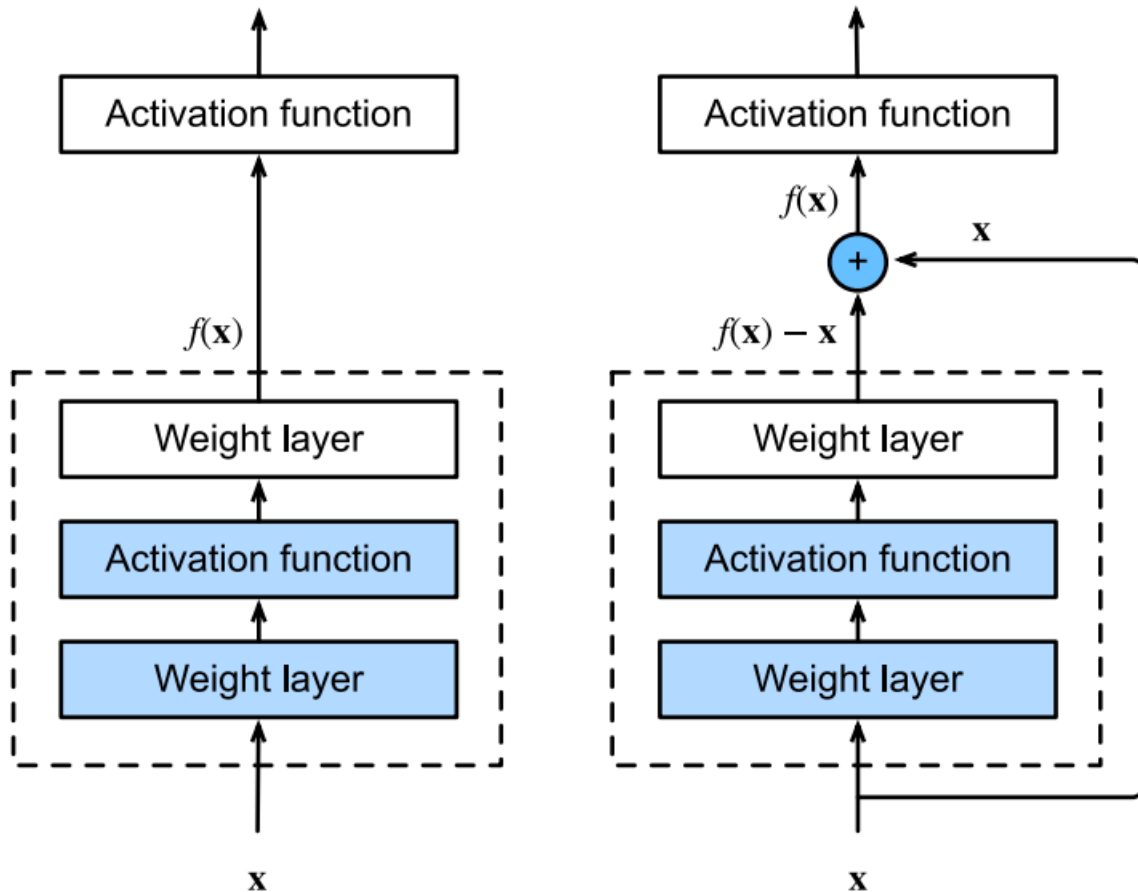 Activation function
f(x)
Weight layer
Activation function
Weight layer
x
Activation function
f(x)
x
+
f(x) − x
Weight layer
Activation function
Weight layer
x